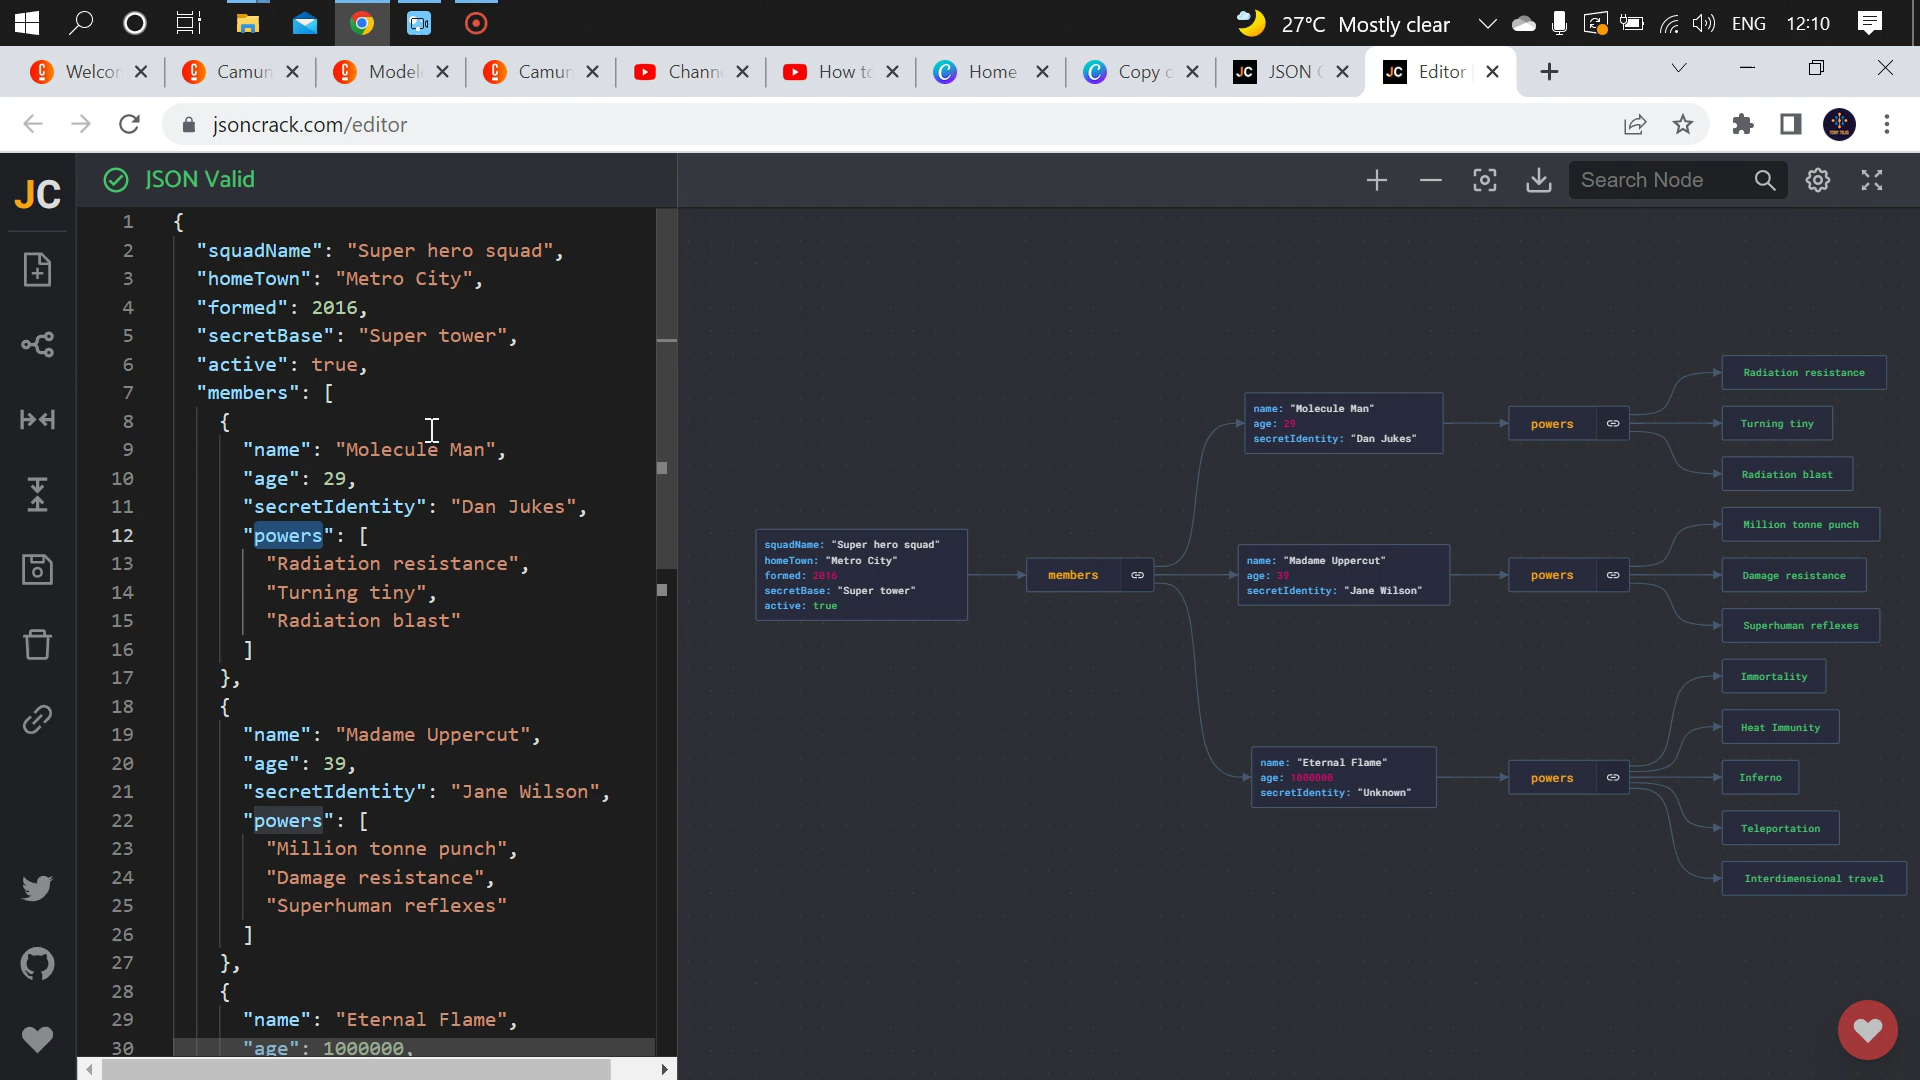 27°C Mostly clear
ENG
12:10
Welcor
Camun
Model
Camun
Chann
How to
Home
Copy c
JC JSON C
JC Editor
jsoncrack.com/editor
JC
JSON Valid
Search Node
1 {
2 "squadName": "Super hero squad",
3 "homeTown": "Metro City",
4 "formed": 2016,
5 "secretBase": "Super tower",
6 "active": true,
7 "members": [
8 {
9 "name": "Molecule Man",
10 "age": 29,
11 "secretIdentity": "Dan Jukes",
12 "powers": [
13 "Radiation resistance",
14 "Turning tiny",
15 "Radiation blast"
16 ]
17 },
18 {
19 "name": "Madame Uppercut",
20 "age": 39,
21 "secretIdentity": "Jane Wilson",
22 "powers": [
23 "Million tonne punch",
24 "Damage resistance",
25 "Superhuman reflexes"
26 ]
27 },
28 {
29 "name": "Eternal Flame",
30 "age": 1000000,
squadName: "Super hero squad"
homeTown: "Metro City"
formed: 2016
secretBase: "Super tower"
active: true
members
name: "Molecule Man"
age: 29
secretIdentity: "Dan Jukes"
powers
Radiation resistance
Turning tiny
Radiation blast
name: "Madame Uppercut"
age: 39
secretIdentity: "Jane Wilson"
powers
Million tonne punch
Damage resistance
Superhuman reflexes
name: "Eternal Flame"
age: 1000000
secretIdentity: "Unknown"
powers
Immortality
Heat Immunity
Inferno
Teleportation
Interdimensional travel